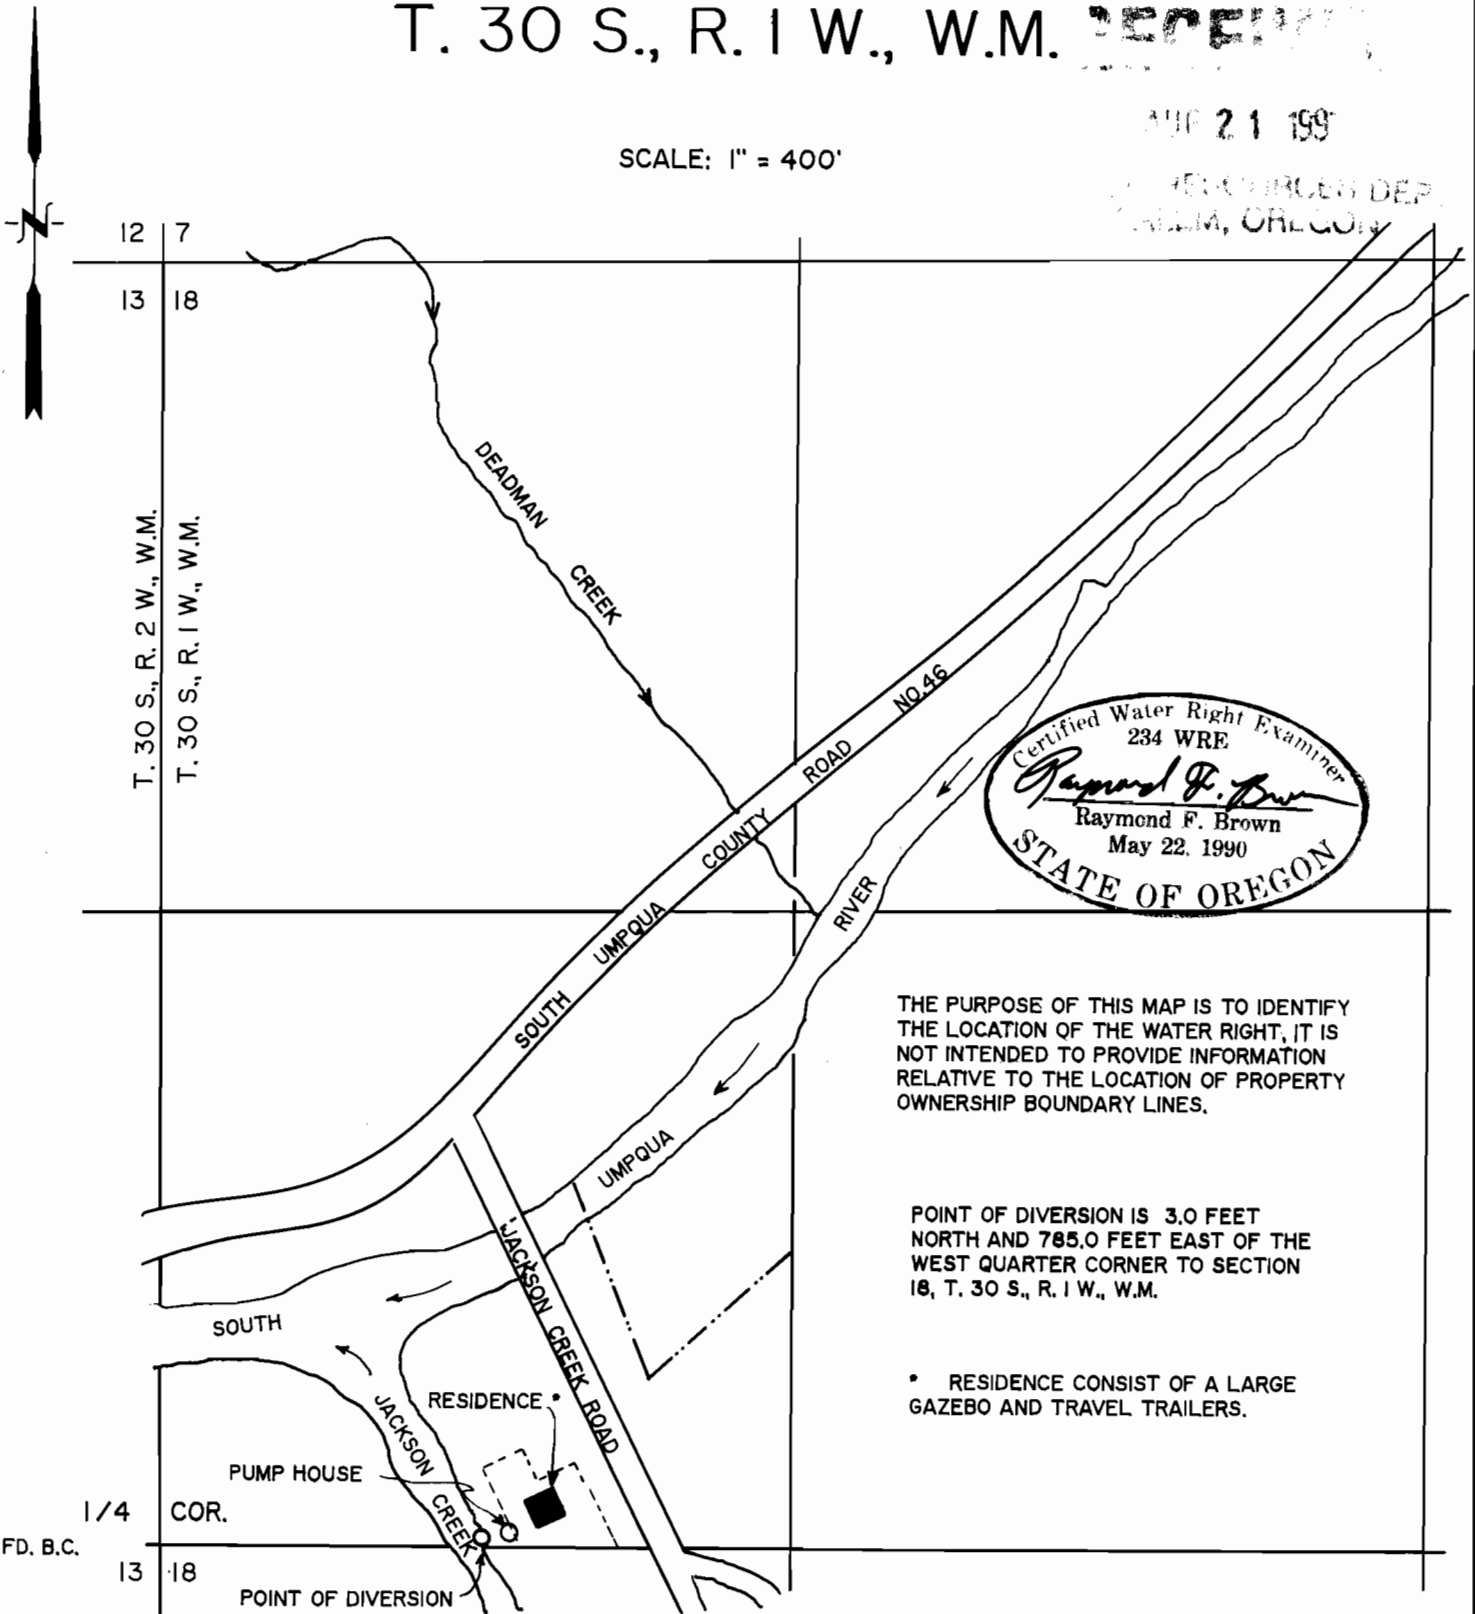 T. 30 S., R. 1 W., W.M.
21 199
SCALE: 1" = 400'
DEP
OREGON
N
12 7
13 18
DEADMAN
CREEK
T. 30 S., R. 2 W., W.M.
T. 30 S., R. 1 W., W.M.
SOUTH UMPQUA COUNTY ROAD NO. 46
Certified Water Right Examiner
234 WRE
Raymond F. Brown
Raymond F. Brown
May 22, 1990
STATE OF OREGON
RIVER
THE PURPOSE OF THIS MAP IS TO IDENTIFY
THE LOCATION OF THE WATER RIGHT, IT IS
NOT INTENDED TO PROVIDE INFORMATION
RELATIVE TO THE LOCATION OF PROPERTY
OWNERSHIP BOUNDARY LINES.
UMPQUA
POINT OF DIVERSION IS 3.0 FEET
NORTH AND 785.0 FEET EAST OF THE
WEST QUARTER CORNER TO SECTION
18, T. 30 S., R. 1 W., W.M.
SOUTH
JACKSON CREEK ROAD
* RESIDENCE CONSIST OF A LARGE
GAZEBO AND TRAVEL TRAILERS.
RESIDENCE *
JACKSON
CREEK
PUMP HOUSE
1/4 COR.
FD. B.C.
13 18
POINT OF DIVERSION